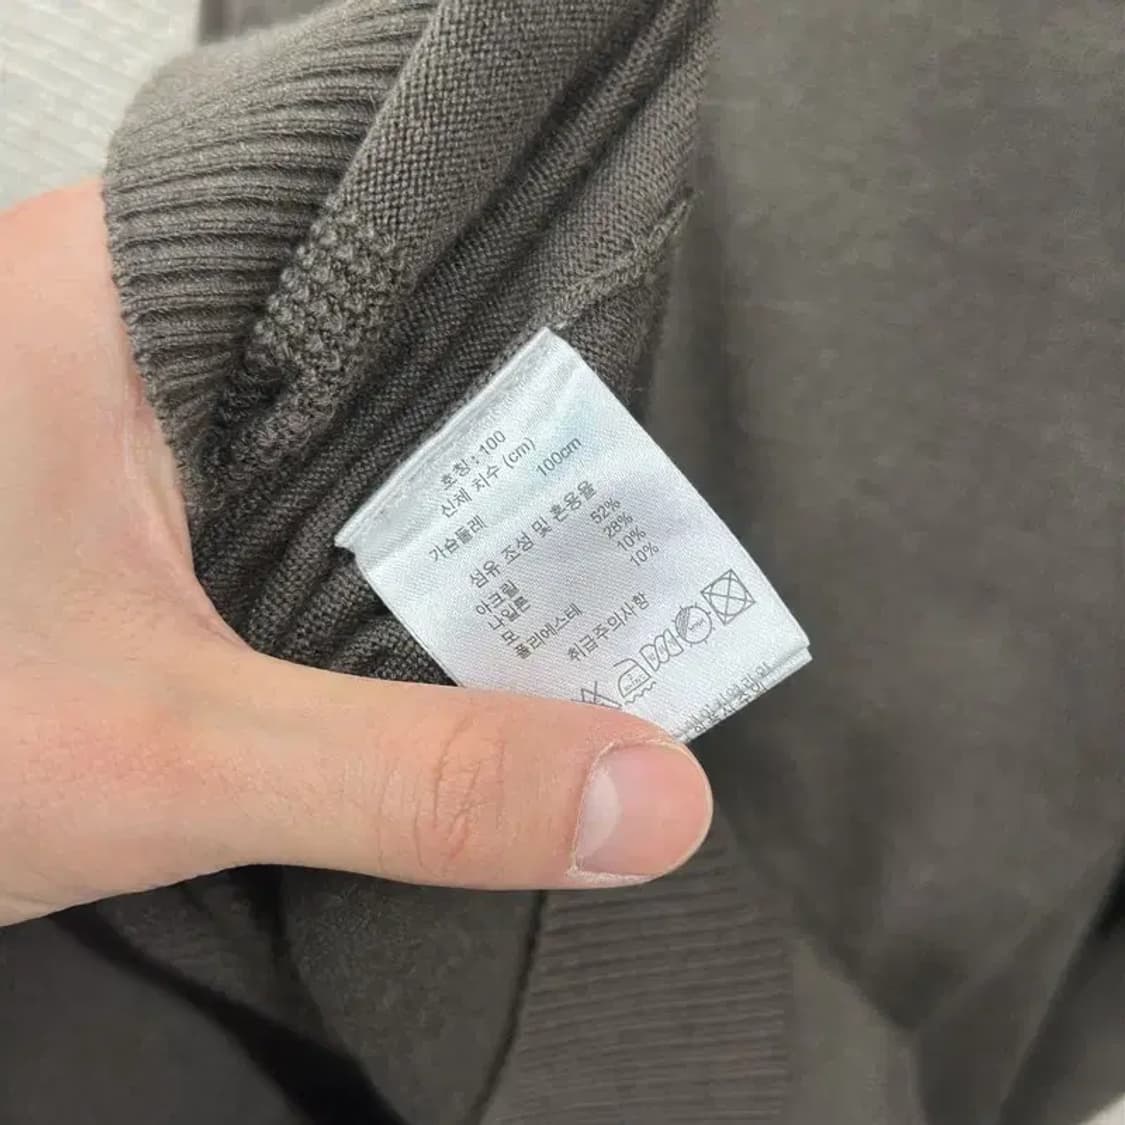 호칭 : 100
신체 치수 (cm)
가슴둘레 100cm
섬유 조성 및 혼용율
아크릴 52%
나일론 28%
모 10%
폴리에스테 10%
취급주의사항